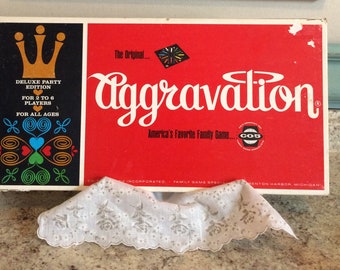 The Original...
DELUXE PARTY
EDITION
FOR 2 TO 6
PLAYERS
FOR ALL AGES
aggravation®
America's Favorite Family Game...
CO5
INCORPORATED · FAMILY GAME
BENTON HARBOR, MICHIGAN